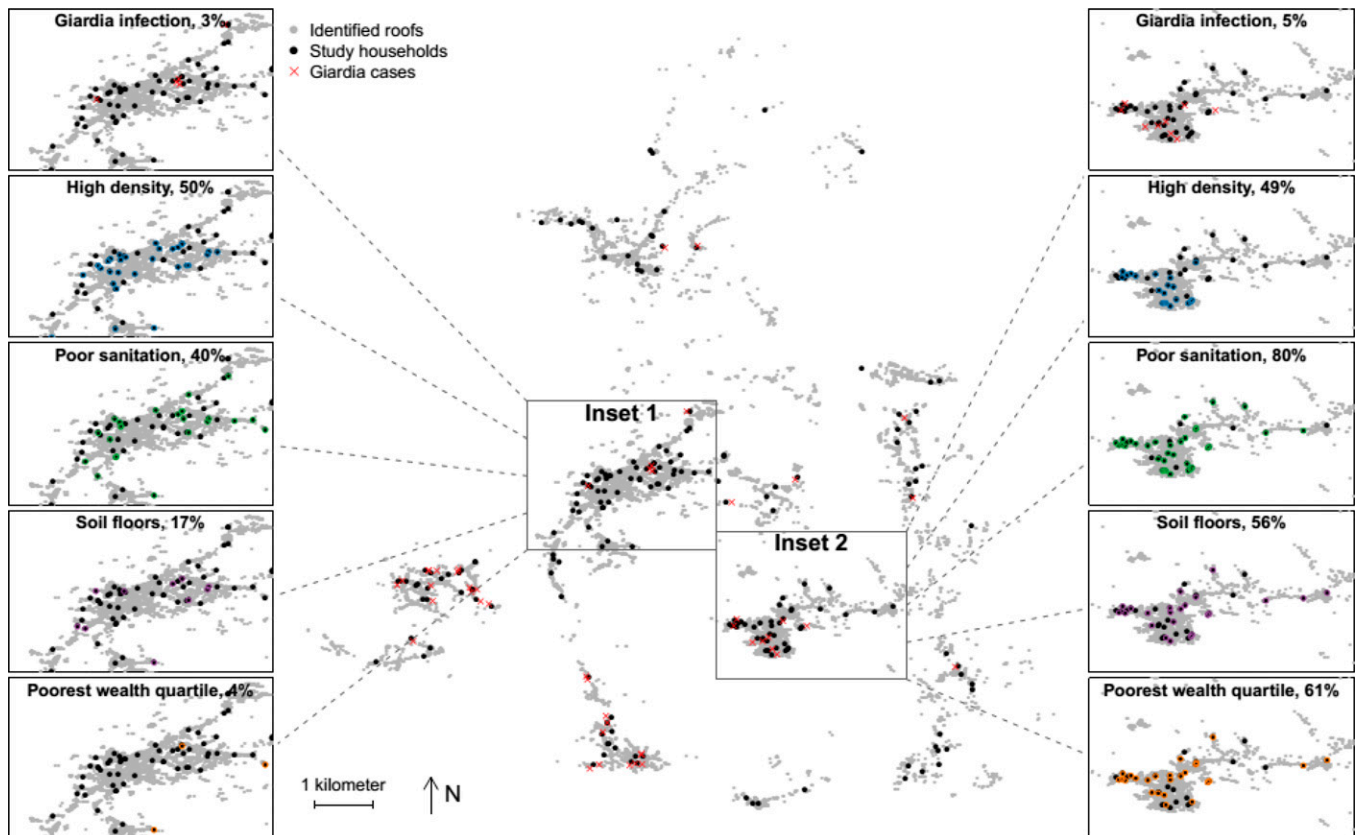 Giardia infection, 3%
High density, 50%
Poor sanitation, 40%
Soil floors, 17%
Poorest wealth quartile, 4%
Identified roofs
Study households
Giardia cases
Inset 1
Inset 2
1 kilometer
N
Giardia infection, 5%
High density, 49%
Poor sanitation, 80%
Soil floors, 56%
Poorest wealth quartile, 61%